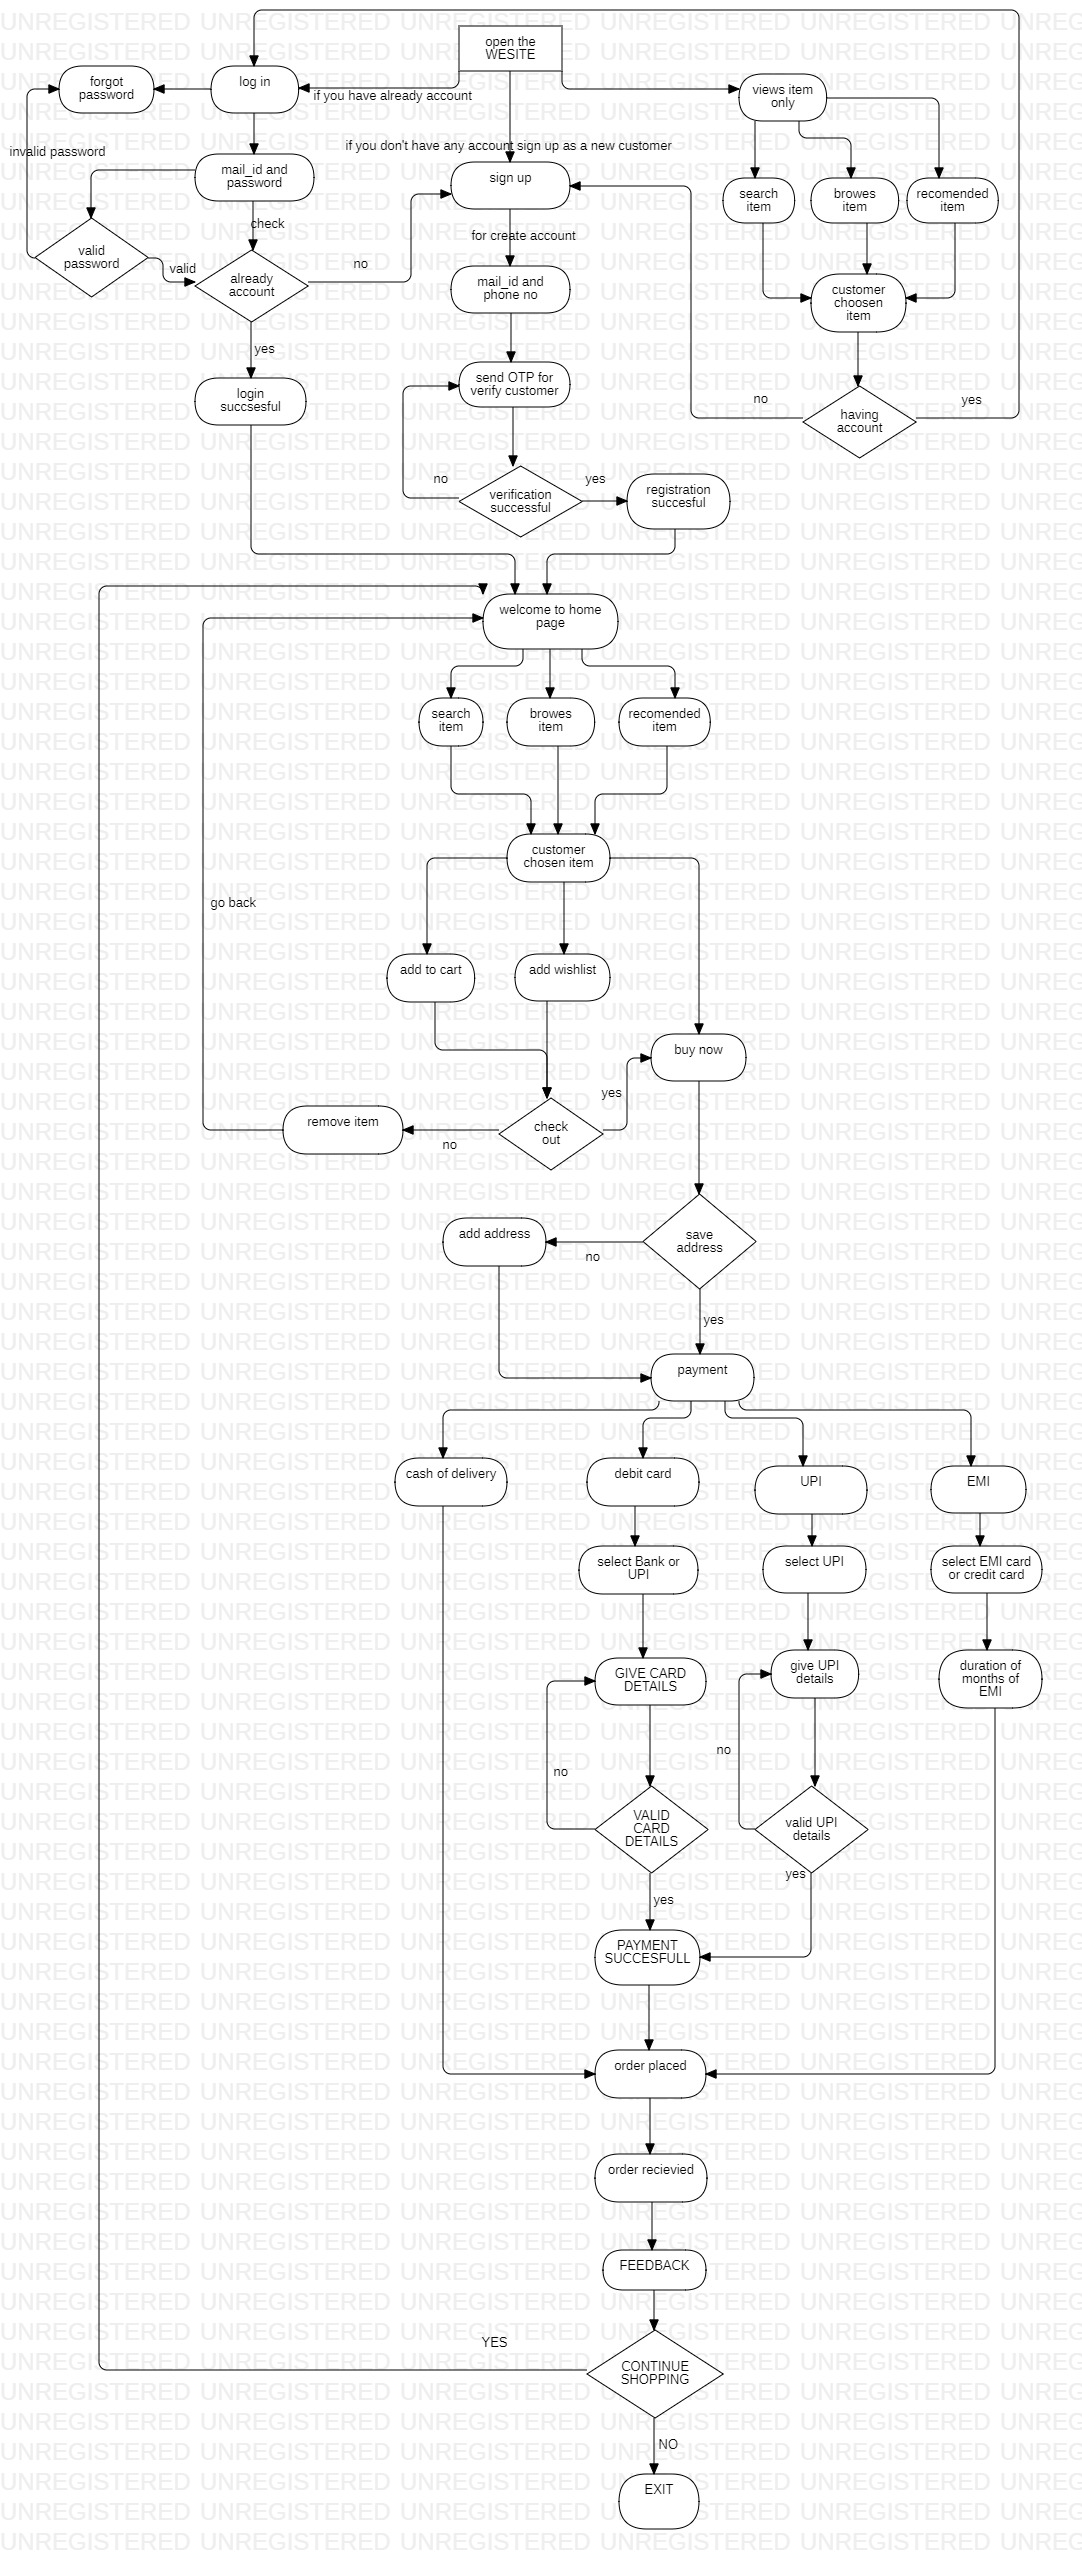 open the
WESITE
log in
forgot
password
if you have already account
views item
only
if you don't have any account sign up as a new customer
invalid password
mail_id and
password
sign up
search
item
browes
item
recomended
item
check
for create account
valid
password
valid
already
account
no
mail_id and
phone no
customer
choosen
item
yes
login
succsesful
send OTP for
verify customer
no
yes
having
account
no
yes
verification
successful
registration
succesful
welcome to home
page
search
item
browes
item
recomended
item
customer
chosen item
go back
add to cart
add wishlist
buy now
yes
remove item
no
check
out
add address
no
save
address
yes
payment
cash of delivery
debit card
UPI
EMI
select Bank or
UPI
select UPI
select EMI card
or credit card
GIVE CARD
DETAILS
give UPI
details
duration of
months of
EMI
no
no
VALID
CARD
DETAILS
valid UPI
details
yes
yes
PAYMENT
SUCCESFULL
order placed
order recievied
FEEDBACK
YES
CONTINUE
SHOPPING
NO
EXIT
UNREGISTERED